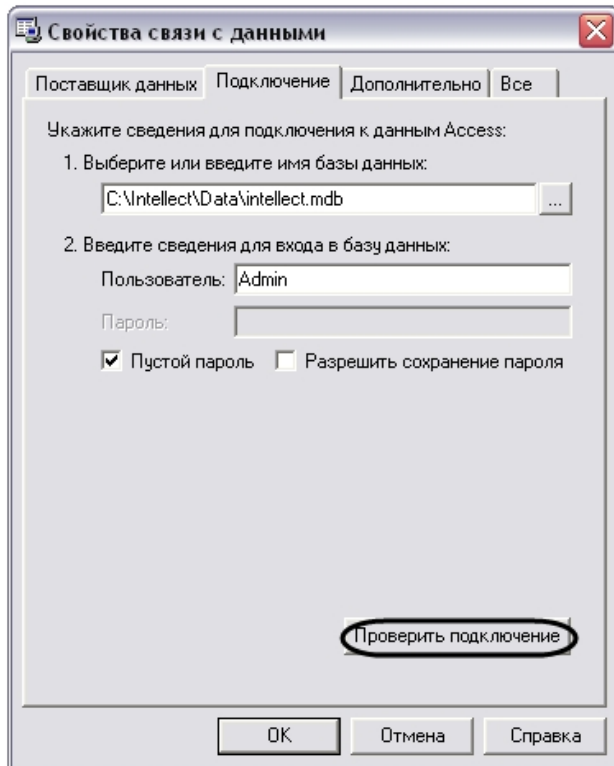 Свойства связи с данными
Поставщик данных Подключение Дополнительно Все
Укажите сведения для подключения к данным Access:
1. Выберите или введите имя базы данных:
C:\Intellect\Data\intellect.mdb ...
2. Введите сведения для входа в базу данных:
Пользователь: Admin
Пароль:
Пустой пароль Разрешить сохранение пароля
Проверить подключение
OK Отмена Справка